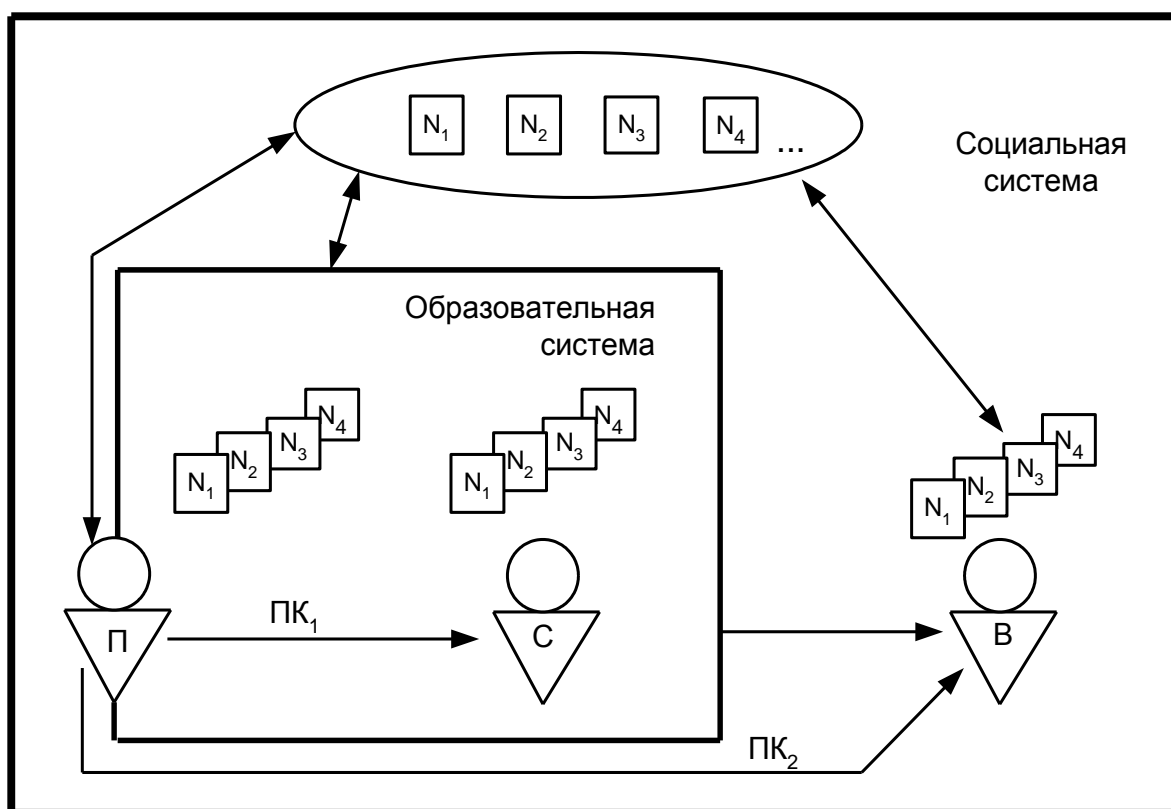 N₁ N₂ N₃ N₄ ...
Социальная
система
Образовательная
система
N₁ N₂ N₃ N₄
N₁ N₂ N₃ N₄
N₁ N₂ N₃ N₄
П
ПК₁
С
В
ПК₂